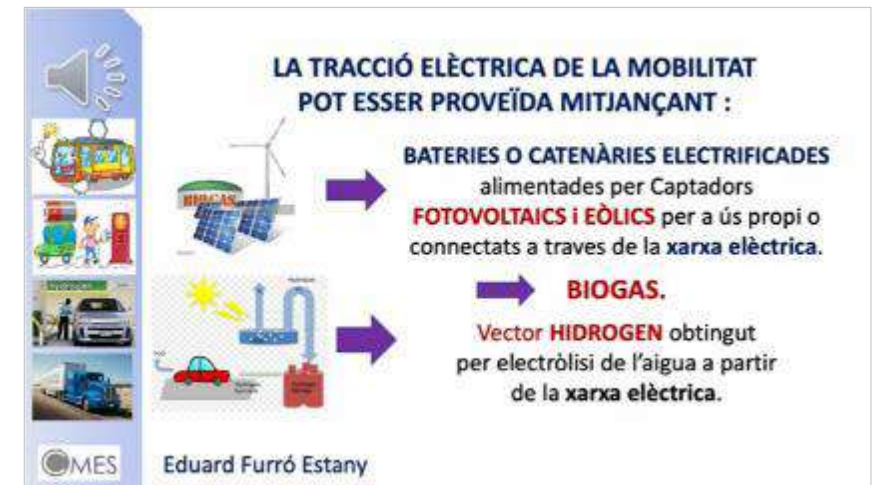 LA TRACCIÓ ELÈCTRICA DE LA MOBILITAT
POT ESSER PROVEÏDA MITJANÇANT :
BATERIES O CATENÀRIES ELECTRIFICADES
alimentades per Captadors
FOTOVOLTAICS i EÒLICS per a ús propi o
connectats a traves de la xarxa elèctrica.
BIOGAS
BIOGAS.
Vector HIDROGEN obtingut
per electròlisi de l'aigua a partir
de la xarxa elèctrica.
hydrogen
MES
Eduard Furró Estany